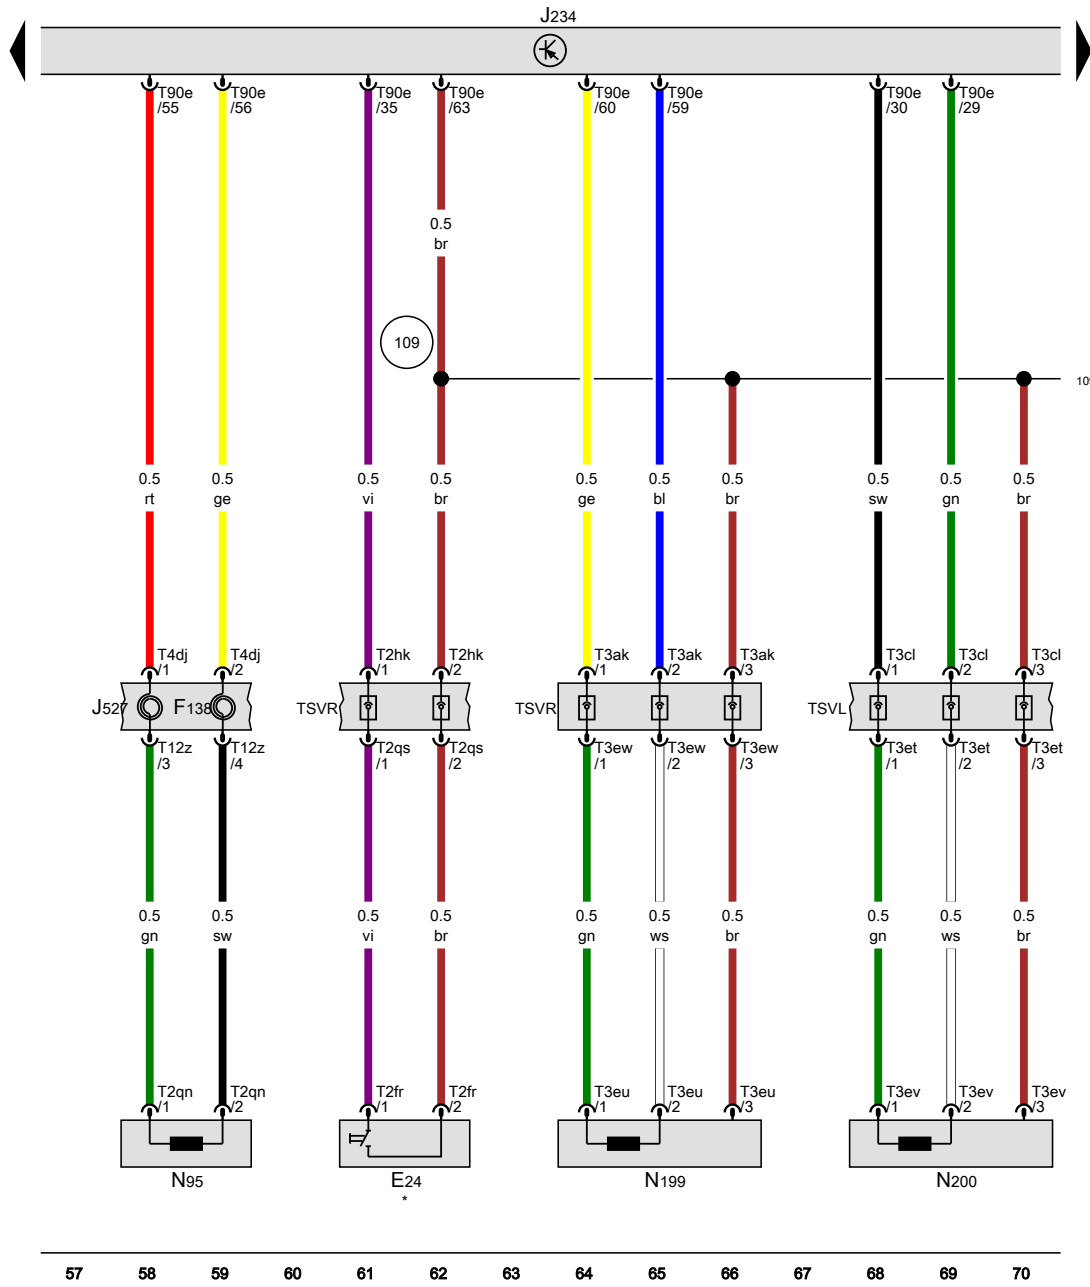 J234
T90e /55
T90e /56
T90e /35
T90e /63
T90e /60
T90e /59
T90e /30
T90e /29
0.5 br
109
0.5 rt
0.5 ge
0.5 vi
0.5 br
0.5 ge
0.5 bl
0.5 br
0.5 sw
0.5 gn
0.5 br
T4dj /1
T4dj /2
T2hk /1
T2hk /2
T3ak /1
T3ak /2
T3ak /3
T3cl /1
T3cl /2
T3cl /3
J527
F138
TSVR
TSVR
TSVL
T12z /3
T12z /4
T2qs /1
T2qs /2
T3ew /1
T3ew /2
T3ew /3
T3et /1
T3et /2
T3et /3
0.5 gn
0.5 sw
0.5 vi
0.5 br
0.5 gn
0.5 ws
0.5 br
0.5 gn
0.5 ws
0.5 br
T2qn /1
T2qn /2
T2fr /1
T2fr /2
T3eu /1
T3eu /2
T3eu /3
T3ev /1
T3ev /2
T3ev /3
N95
E24
*
N199
N200
57 58 59 60 61 62 63 64 65 66 67 68 69 70